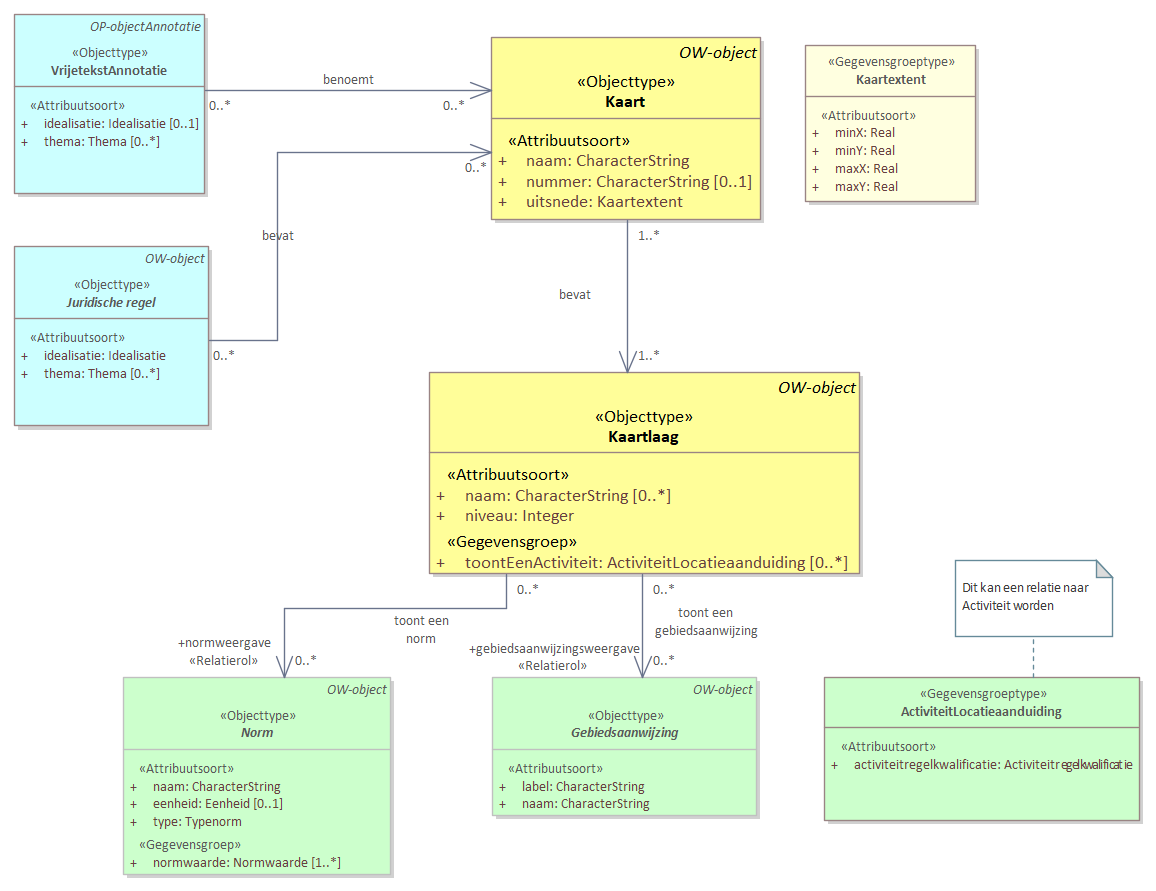 OP-objectAnnotatie
«Objecttype»
VrijetekstAnnotatie
«Attribuutsoort»
+ idealisatie: Idealisatie [0..1]
+ thema: Thema [0..*]
benoemt
0..*
0..*
OW-object
«Objecttype»
Kaart
«Attribuutsoort»
+ naam: CharacterString
+ nummer: CharacterString [0..1]
+ uitsnede: Kaartextent
«Gegevensgroeptype»
Kaartextent
«Attribuutsoort»
+ minX: Real
+ minY: Real
+ maxX: Real
+ maxY: Real
0..*
bevat
0..*
OW-object
«Objecttype»
Juridische regel
«Attribuutsoort»
+ idealisatie: Idealisatie
+ thema: Thema [0..*]
1..*
bevat
1..*
OW-object
«Objecttype»
Kaartlaag
«Attribuutsoort»
+ naam: CharacterString [0..*]
+ niveau: Integer
«Gegevensgroep»
+ toontEenActiviteit: ActiviteitLocatieaanduiding [0..*]
0..*
toont een
norm
+normweergave
«Relatierol»
0..*
0..*
toont een
gebiedsaanwijzing
+gebiedsaanwijzingsweergave
«Relatierol»
0..*
Dit kan een relatie naar
Activiteit worden
OW-object
«Objecttype»
Norm
«Attribuutsoort»
+ naam: CharacterString
+ eenheid: Eenheid [0..1]
+ type: Typenorm
«Gegevensgroep»
+ normwaarde: Normwaarde [1..*]
OW-object
«Objecttype»
Gebiedsaanwijzing
«Attribuutsoort»
+ label: CharacterString
+ naam: CharacterString
«Gegevensgroeptype»
ActiviteitLocatieaanduiding
«Attribuutsoort»
+ activiteitregelkwalificatie: Activiteitregelkwalificatie